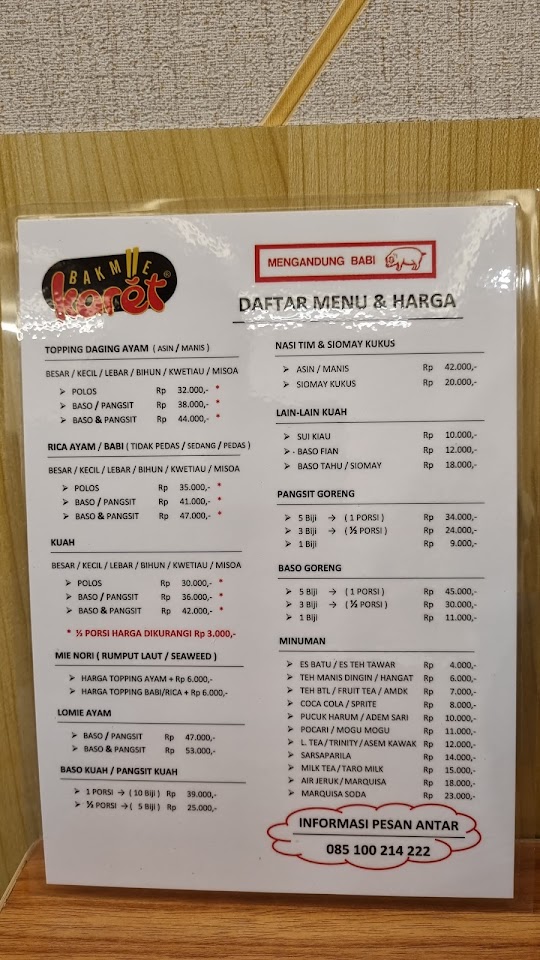 BAKMIE
karet
MENGANDUNG BABI
DAFTAR MENU & HARGA
TOPPING DAGING AYAM ( ASIN / MANIS )
BESAR / KECIL / LEBAR / BIHUN / KWETIAU / MISOA
➢ POLOS Rp 32.000,- *
➢ BASO / PANGSIT Rp 38.000,- *
➢ BASO & PANGSIT Rp 44.000,- *
RICA AYAM / BABI ( TIDAK PEDAS / SEDANG / PEDAS )
BESAR / KECIL / LEBAR / BIHUN / KWETIAU / MISOA
➢ POLOS Rp 35.000,- *
➢ BASO / PANGSIT Rp 41.000,- *
➢ BASO & PANGSIT Rp 47.000,- *
KUAH
BESAR / KECIL / LEBAR / BIHUN / KWETIAU / MISOA
➢ POLOS Rp 30.000,- *
➢ BASO / PANGSIT Rp 36.000,- *
➢ BASO & PANGSIT Rp 42.000,- *
* ½ PORSI HARGA DIKURANGI Rp 3.000,-
MIE NORI ( RUMPUT LAUT / SEAWEED )
➢ HARGA TOPPING AYAM + Rp 6.000,-
➢ HARGA TOPPING BABI/RICA + Rp 6.000,-
LOMIE AYAM
➢ BASO / PANGSIT Rp 47.000,-
➢ BASO & PANGSIT Rp 53.000,-
BASO KUAH / PANGSIT KUAH
➢ 1 PORSI → ( 10 Biji ) Rp 39.000,-
➢ ½ PORSI → ( 5 Biji ) Rp 25.000,-
NASI TIM & SIOMAY KUKUS
➢ ASIN / MANIS Rp 42.000,-
➢ SIOMAY KUKUS Rp 20.000,-
LAIN-LAIN KUAH
➢ SUI KIAU Rp 10.000,-
➢ BASO FIAN Rp 12.000,-
➢ BASO TAHU / SIOMAY Rp 18.000,-
PANGSIT GORENG
➢ 5 Biji → ( 1 PORSI ) Rp 34.000,-
➢ 3 Biji → ( ½ PORSI ) Rp 24.000,-
➢ 1 Biji Rp 9.000,-
BASO GORENG
➢ 5 Biji → ( 1 PORSI ) Rp 45.000,-
➢ 3 Biji → ( ½ PORSI ) Rp 30.000,-
➢ 1 Biji Rp 11.000,-
MINUMAN
➢ ES BATU / ES TEH TAWAR Rp 4.000,-
➢ TEH MANIS DINGIN / HANGAT Rp 6.000,-
➢ TEH BTL / FRUIT TEA / AMDK Rp 7.000,-
➢ COCA COLA / SPRITE Rp 8.000,-
➢ PUCUK HARUM / ADEM SARI Rp 10.000,-
➢ POCARI / MOGU MOGU Rp 11.000,-
➢ L. TEA / TRINITY / ASEM KAWAK Rp 12.000,-
➢ SARSAPARILA Rp 14.000,-
➢ MILK TEA / TARO MILK Rp 15.000,-
➢ AIR JERUK / MARQUISA Rp 18.000,-
➢ MARQUISA SODA Rp 23.000,-
INFORMASI PESAN ANTAR
085 100 214 222